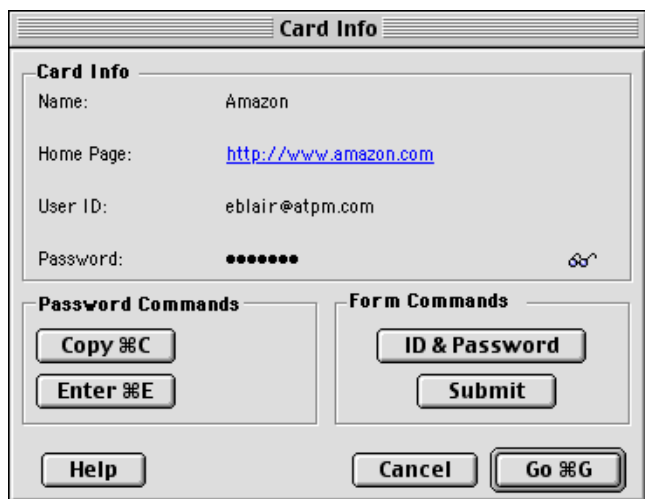 Card Info
Card Info
Name: Amazon
Home Page: http://www.amazon.com
User ID: eblair@atpm.com
Password: •••••••
Password Commands
Copy ⌘C
Enter ⌘E
Form Commands
ID & Password
Submit
Help Cancel Go ⌘G